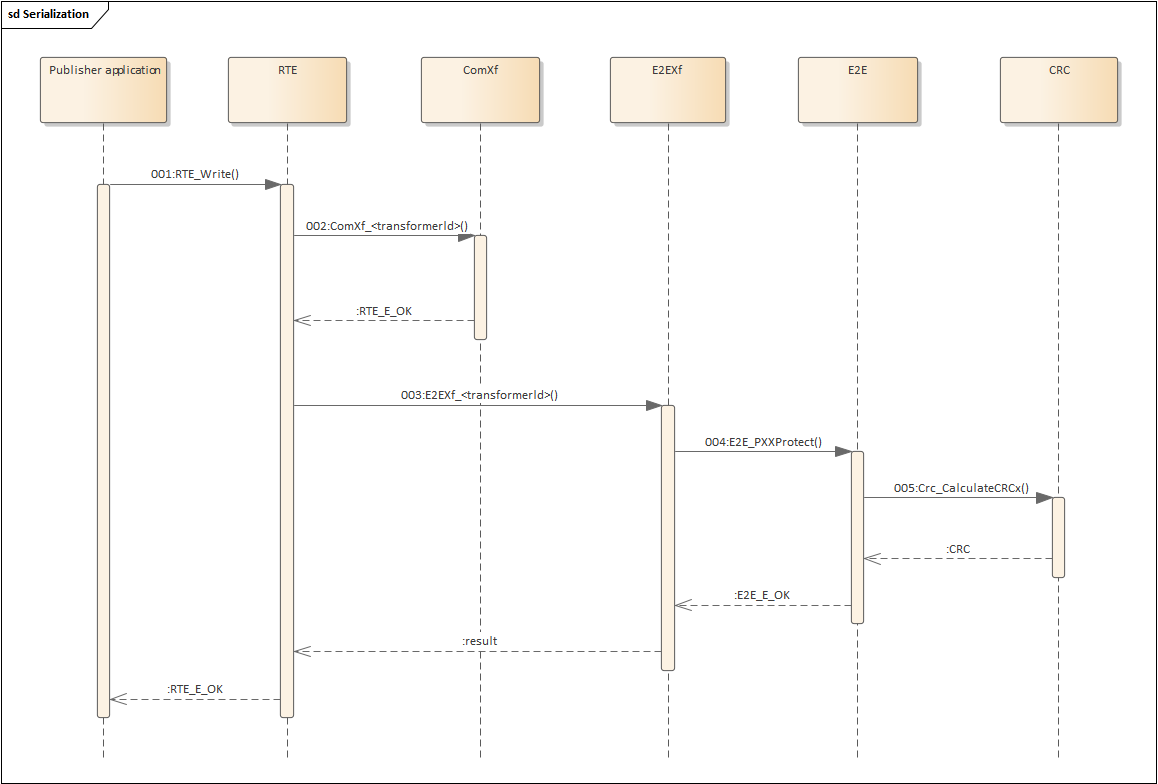 sd Serialization
Publisher application
RTE
ComXf
E2EXf
E2E
CRC
001:RTE_Write()
002:ComXf_<transformerId>()
:RTE_E_OK
003:E2EXf_<transformerId>()
004:E2E_PXXProtect()
005:Crc_CalculateCRCx()
:CRC
:E2E_E_OK
:result
:RTE_E_OK